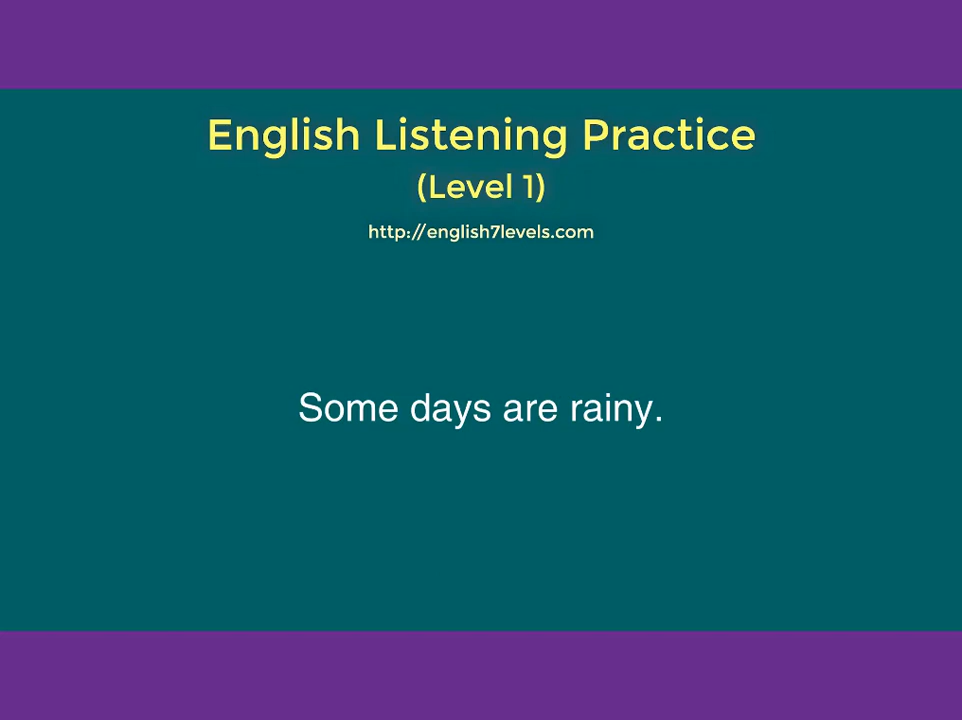 English Listening Practice
(Level 1)
http://english7levels.com
Some days are rainy.